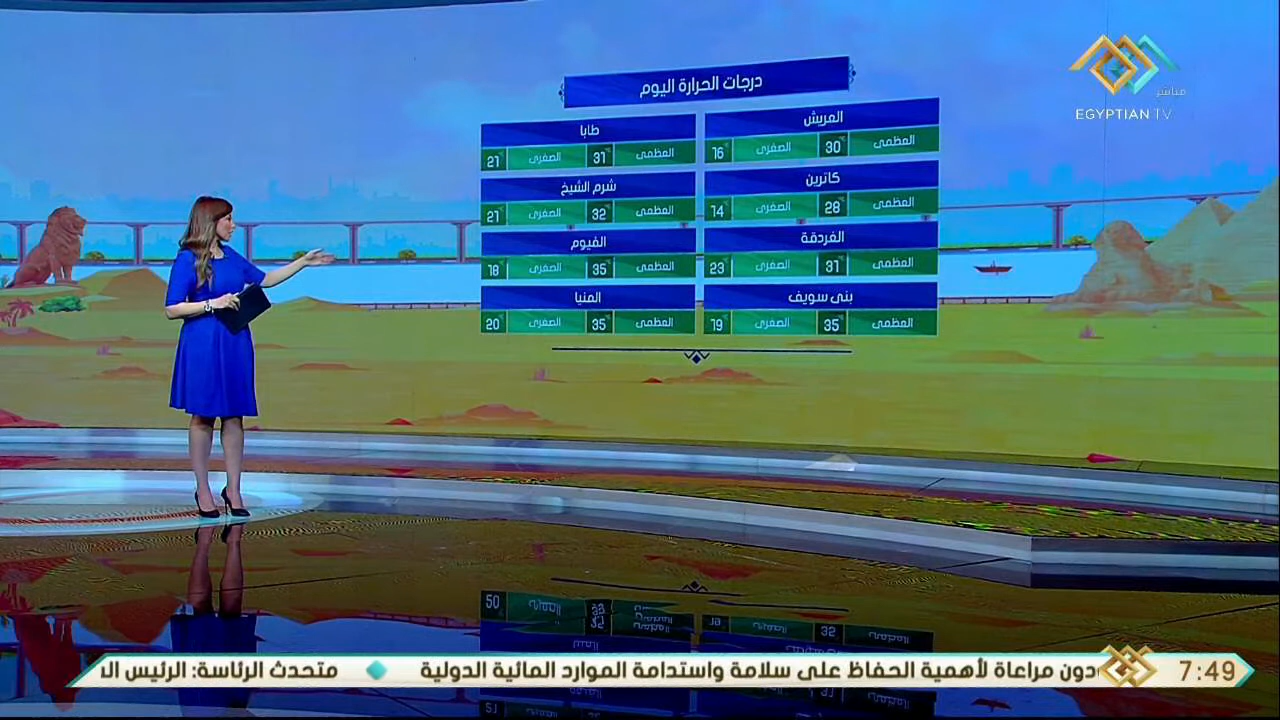 مباشر
EGYPTIAN TV
درجات الحرارة اليوم
العريش
العظمى 30°C الصغرى 16°C
طابا
العظمى 31°C الصغرى 21°C
كاترين
العظمى 28°C الصغرى 14°C
شرم الشيخ
العظمى 32°C الصغرى 21°C
الغردقة
العظمى 31°C الصغرى 23°C
الفيوم
العظمى 35°C الصغرى 18°C
بنى سويف
العظمى 35°C الصغرى 19°C
المنيا
العظمى 35°C الصغرى 20°C
7:49
دون مراعاة لأهمية الحفاظ على سلامة واستدامة الموارد المائية الدولية ◆ متحدث الرئاسة: الرئيس ال